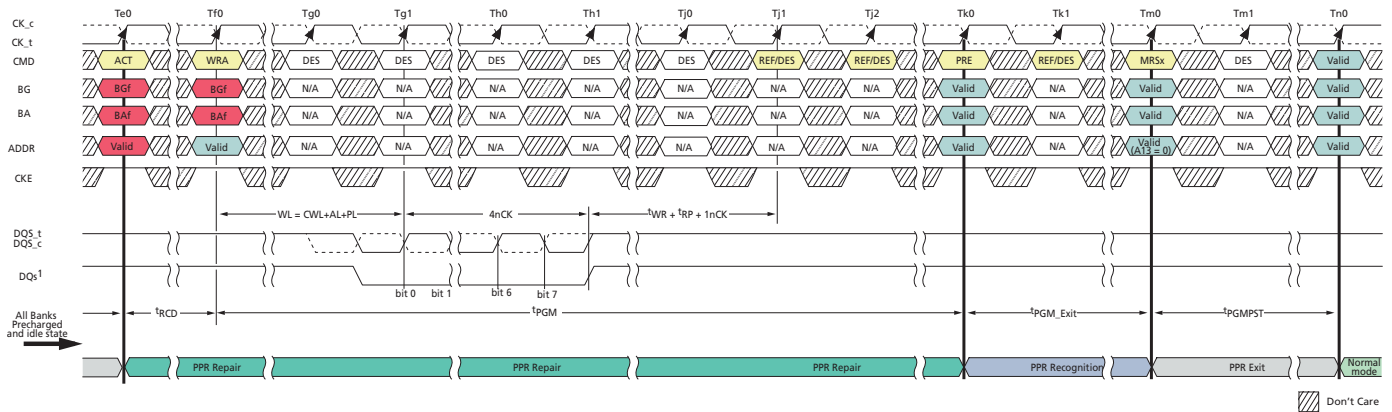 Te0 Tf0 Tg0 Tg1 Th0 Th1 Tj0 Tj1 Tj2 Tk0 Tk1 Tm0 Tm1 Tn0
CK_c
CK_t
CMD ACT WRA DES DES DES DES DES REF/DES REF/DES PRE REF/DES MRSx DES Valid
BG BGf BGf N/A N/A N/A N/A N/A N/A N/A Valid N/A Valid N/A Valid
BA BAf BAf N/A N/A N/A N/A N/A N/A N/A Valid N/A Valid N/A Valid
ADDR Valid Valid N/A N/A N/A N/A N/A N/A N/A Valid N/A Valid (A13 = 0) N/A Valid
CKE
WL = CWL+AL+PL 4nCK tWR + tRP + 1nCK
DQS_t
DQS_c
DQs1
bit 0 bit 1 bit 6 bit 7
All Banks
Precharged
and idle state
tRCD tPGM tPGM_Exit tPGMPST
PPR Repair PPR Repair PPR Repair PPR Recognition PPR Exit Normal mode
Don't Care